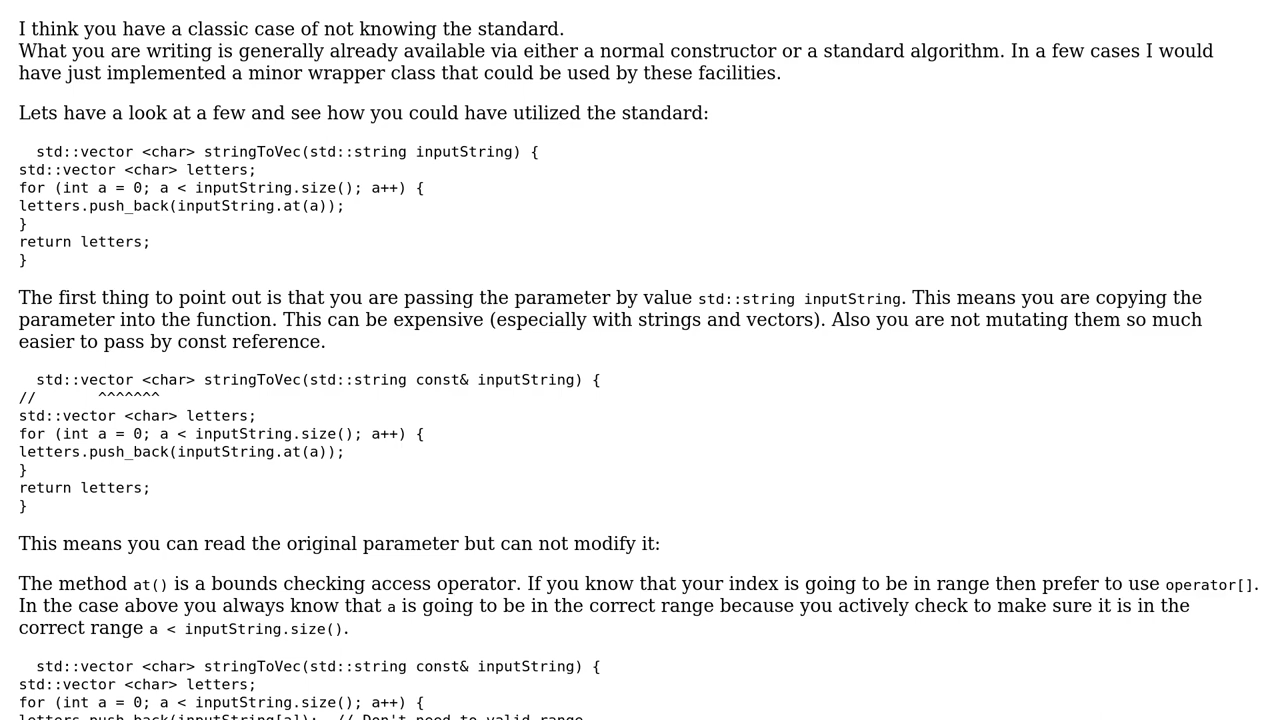 I think you have a classic case of not knowing the standard.
What you are writing is generally already available via either a normal constructor or a standard algorithm. In a few cases I would
have just implemented a minor wrapper class that could be used by these facilities.
Lets have a look at a few and see how you could have utilized the standard:
std::vector <char> stringToVec(std::string inputString) {
std::vector <char> letters;
for (int a = 0; a < inputString.size(); a++) {
letters.push_back(inputString.at(a));
}
return letters;
}
The first thing to point out is that you are passing the parameter by value std::string inputString. This means you are copying the
parameter into the function. This can be expensive (especially with strings and vectors). Also you are not mutating them so much
easier to pass by const reference.
std::vector <char> stringToVec(std::string const& inputString) {
//       ^^^^^^^
std::vector <char> letters;
for (int a = 0; a < inputString.size(); a++) {
letters.push_back(inputString.at(a));
}
return letters;
}
This means you can read the original parameter but can not modify it:
The method at() is a bounds checking access operator. If you know that your index is going to be in range then prefer to use operator[].
In the case above you always know that a is going to be in the correct range because you actively check to make sure it is in the
correct range a < inputString.size().
std::vector <char> stringToVec(std::string const& inputString) {
std::vector <char> letters;
for (int a = 0; a < inputString.size(); a++) {
letters.push_back(inputString[a]);  // Don't need to valid range